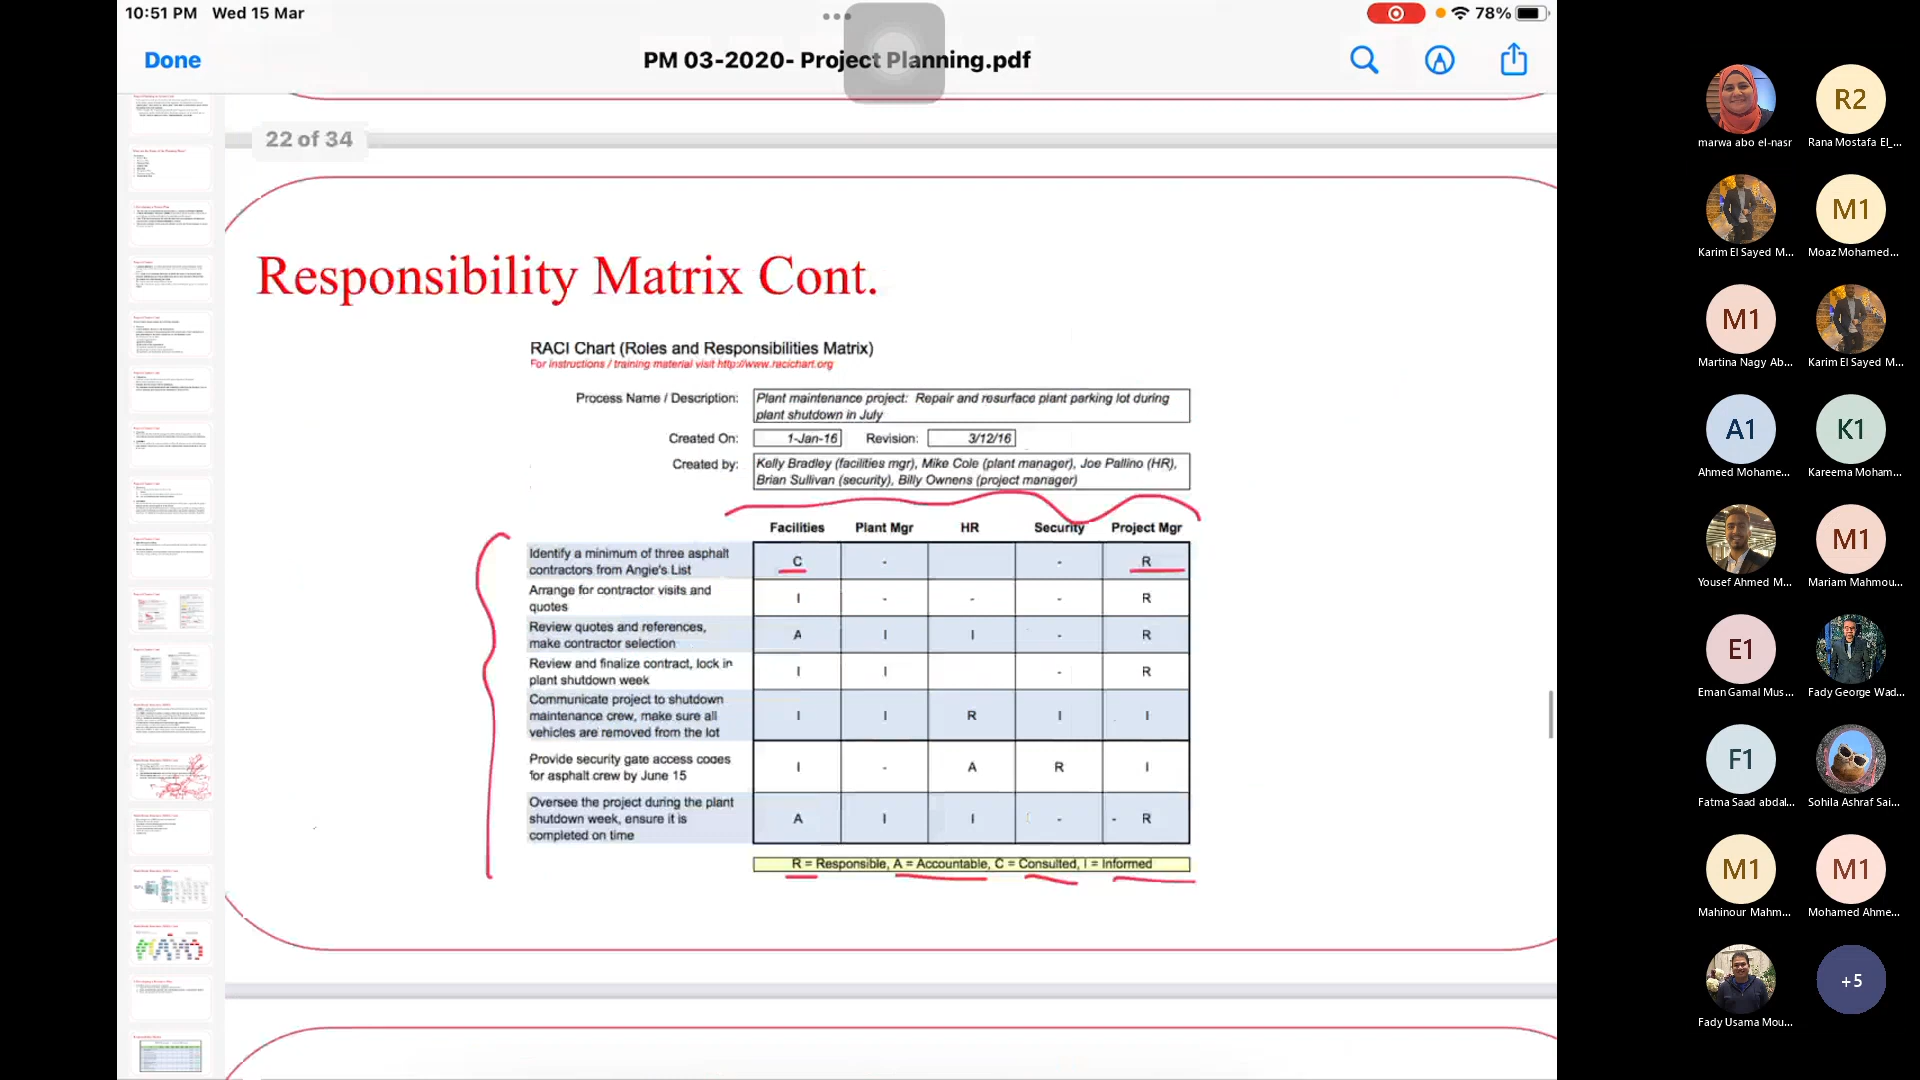 10:51 PM Wed 15 Mar
78%
Done
PM 03-2020- Project Planning.pdf
22 of 34
Responsibility Matrix Cont.
RACI Chart (Roles and Responsibilities Matrix)
For instructions / training material visit http://www.racichart.org
Process Name / Description:
Plant maintenance project: Repair and resurface plant parking lot during
plant shutdown in July
Created On: 1-Jan-16 Revision: 3/12/16
Created by:
Kelly Bradley (facilities mgr), Mike Cole (plant manager), Joe Pallino (HR),
Brian Sullivan (security), Billy Ownens (project manager)
Facilities Plant Mgr HR Security Project Mgr
Identify a minimum of three asphalt
contractors from Angie's List
C - - R
Arrange for contractor visits and
quotes
I - - - R
Review quotes and references,
make contractor selection
A I I - R
Review and finalize contract, lock in
plant shutdown week
I I - R
Communicate project to shutdown
maintenance crew, make sure all
vehicles are removed from the lot
I I R I I
Provide security gate access codes
for asphalt crew by June 15
I - A R I
Oversee the project during the plant
shutdown week, ensure it is
completed on time
A I I - - R
R = Responsible, A = Accountable, C = Consulted, I = Informed
marwa abo el-nasr
R2
Rana Mostafa El_...
Karim El Sayed M...
M1
Moaz Mohamed...
M1
Martina Nagy Ab...
Karim El Sayed M...
A1
Ahmed Mohame...
K1
Kareema Moham...
Yousef Ahmed M...
M1
Mariam Mahmou...
E1
Eman Gamal Mus...
Fady George Wad...
F1
Fatma Saad abdal...
Sohila Ashraf Sai...
M1
Mahinour Mahm...
M1
Mohamed Ahme...
Fady Usama Mou...
+5